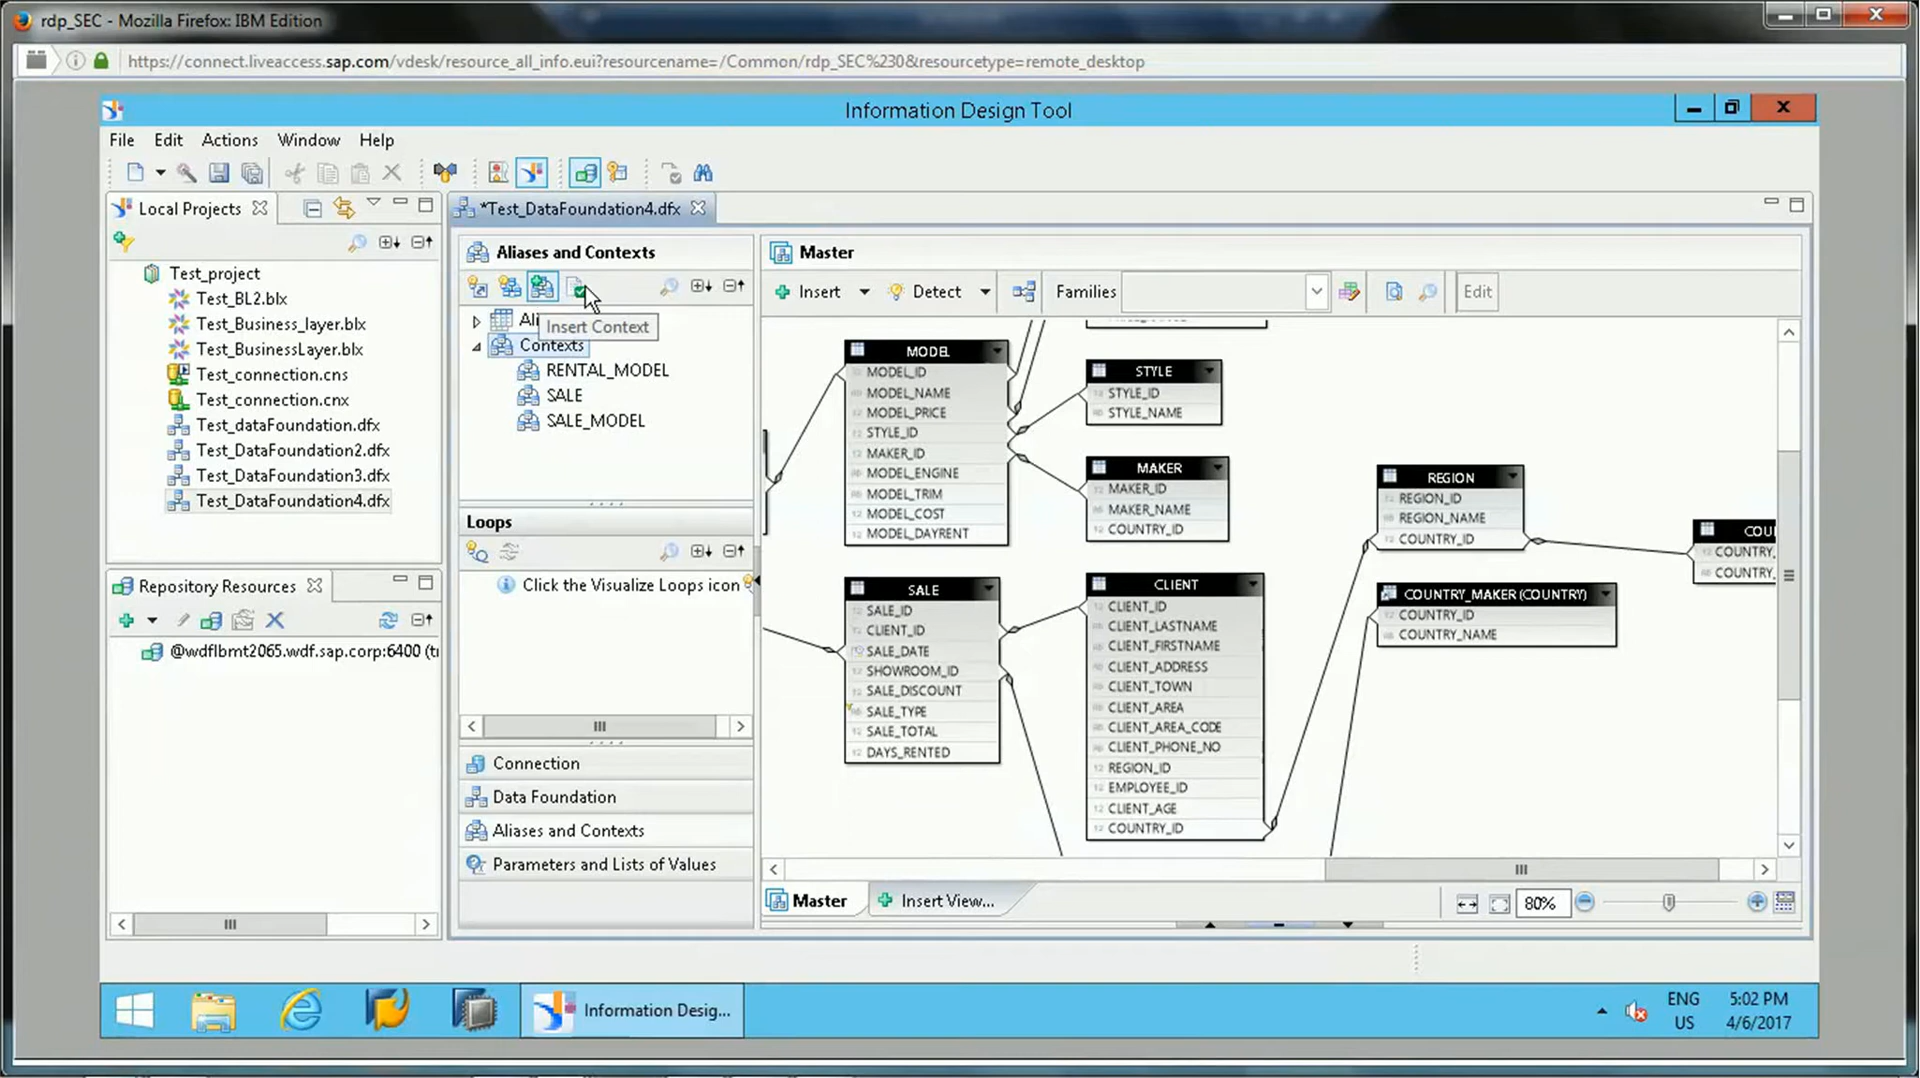 rdp_SEC - Mozilla Firefox: IBM Edition
https://connect.liveaccess.sap.com/vdesk/resource_all_info.eui?resourcename=/Common/rdp_SEC%230&resourcetype=remote_desktop
Information Design Tool
File Edit Actions Window Help
Local Projects
Test_project
Test_BL2.blx
Test_Business_layer.blx
Test_BusinessLayer.blx
Test_connection.cns
Test_connection.cnx
Test_dataFoundation.dfx
Test_DataFoundation2.dfx
Test_DataFoundation3.dfx
Test_DataFoundation4.dfx
Repository Resources
@wdflbmt2065.wdf.sap.corp:6400 (tr
*Test_DataFoundation4.dfx
Aliases and Contexts
Ali
Insert Context
Contexts
RENTAL_MODEL
SALE
SALE_MODEL
Loops
Click the Visualize Loops icon
Connection
Data Foundation
Aliases and Contexts
Parameters and Lists of Values
Master
Insert Detect Families Edit
MODEL
MODEL_ID
MODEL_NAME
MODEL_PRICE
STYLE_ID
MAKER_ID
MODEL_ENGINE
MODEL_TRIM
MODEL_COST
MODEL_DAYRENT
STYLE
STYLE_ID
STYLE_NAME
MAKER
MAKER_ID
MAKER_NAME
COUNTRY_ID
REGION
REGION_ID
REGION_NAME
COUNTRY_ID
COU
COUNTRY_
COUNTRY_
SALE
SALE_ID
CLIENT_ID
SALE_DATE
SHOWROOM_ID
SALE_DISCOUNT
SALE_TYPE
SALE_TOTAL
DAYS_RENTED
CLIENT
CLIENT_ID
CLIENT_LASTNAME
CLIENT_FIRSTNAME
CLIENT_ADDRESS
CLIENT_TOWN
CLIENT_AREA
CLIENT_AREA_CODE
CLIENT_PHONE_NO
REGION_ID
EMPLOYEE_ID
CLIENT_AGE
COUNTRY_ID
COUNTRY_MAKER (COUNTRY)
COUNTRY_ID
COUNTRY_NAME
Master Insert View... 80%
Information Desig...
ENG
US
5:02 PM
4/6/2017